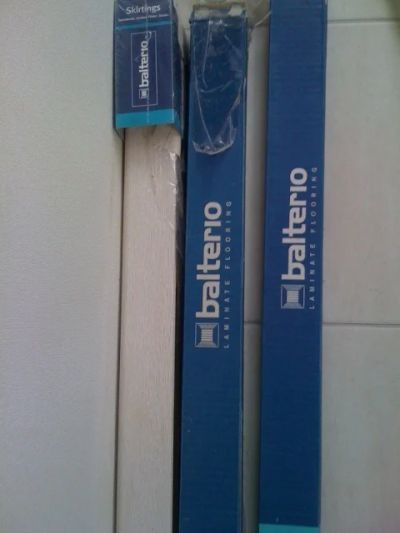 Skirtings
balterio
balterio
LAMINATE FLOORING
balterio
LAMINATE FLOORING